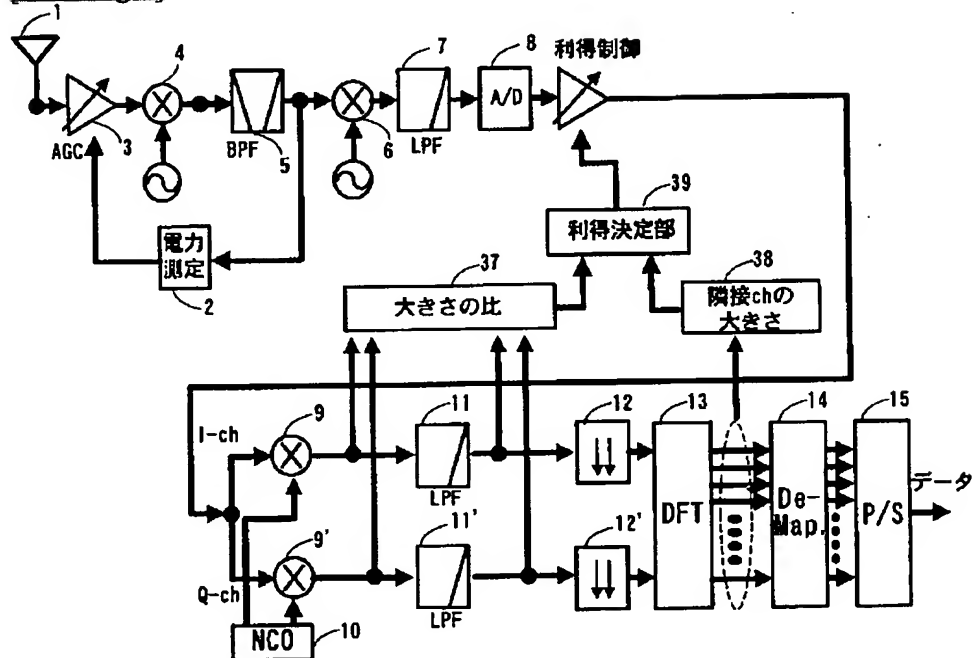 1
4
7
8
利得制御
A/D
3
AGC
BPF
5
6
LPF
39
利得決定部
電力
測定
2
37
大きさの比
38
隣接chの
大きさ
9
11
12
13
14
15
I-ch
LPF
DFT
De-
Map.
P/S
データ
9'
11'
12'
Q-ch
LPF
NCO
10